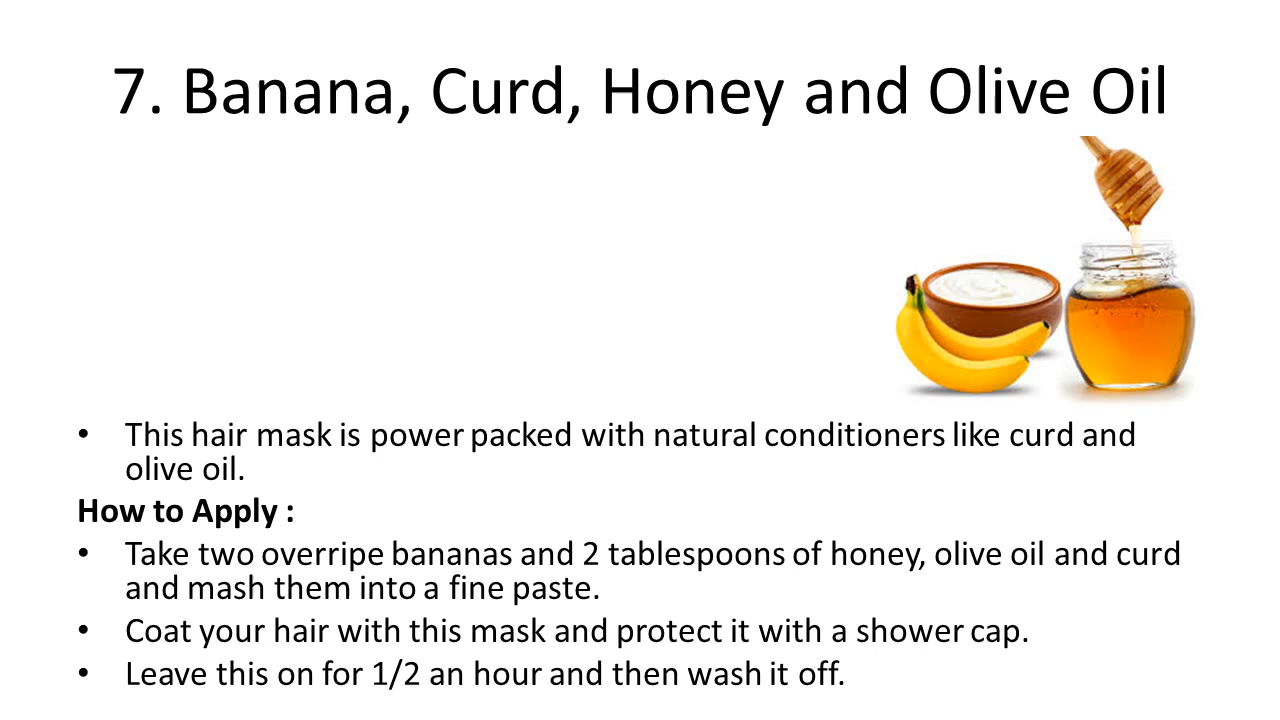 7. Banana, Curd, Honey and Olive Oil
• This hair mask is power packed with natural conditioners like curd and
olive oil.
How to Apply :
• Take two overripe bananas and 2 tablespoons of honey, olive oil and curd
and mash them into a fine paste.
• Coat your hair with this mask and protect it with a shower cap.
• Leave this on for 1/2 an hour and then wash it off.